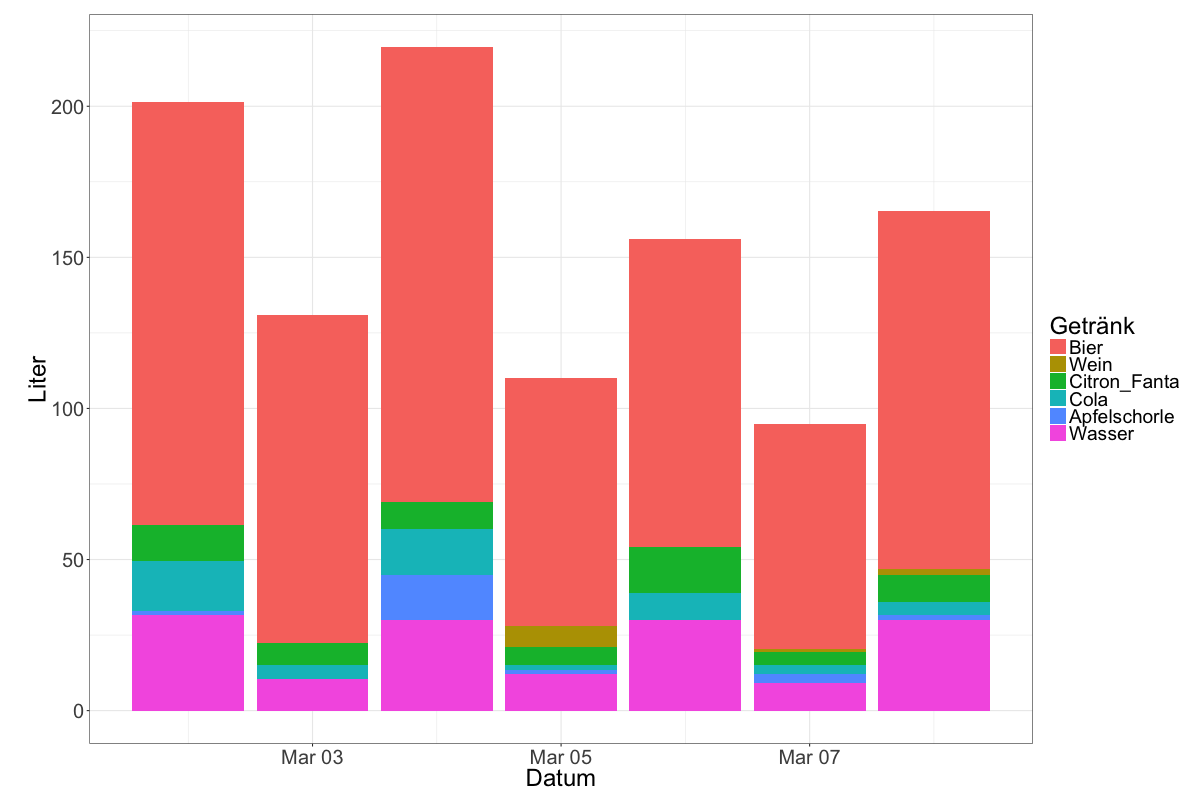 200
150
100
50
0
Liter
Mar 03
Mar 05
Mar 07
Datum
Getränk
Bier
Wein
Citron_Fanta
Cola
Apfelschorle
Wasser